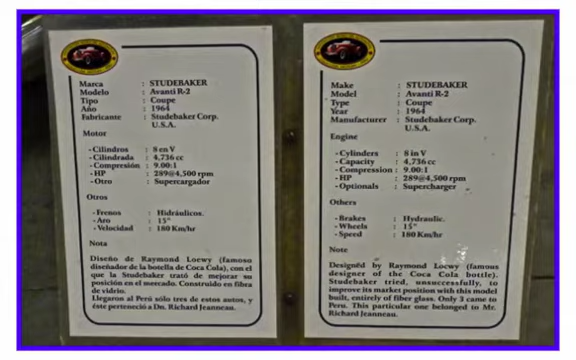 Marca : STUDEBAKER
Modelo : Avanti R-2
Tipo : Coupe
Año : 1964
Fabricante : Studebaker Corp.
U.S.A.
Motor
- Cilindros : 8 en V
- Cilindrada : 4,736 cc
- Compresión : 9.00:1
- HP : 289@4,500 rpm
- Otro : Supercargador
Otros
- Frenos : Hidráulicos.
- Aro : 15"
- Velocidad : 180 Km/hr
Nota
Diseño de Raymond Loewy (famoso
diseñador de la botella de Coca Cola), con el
que la Studebaker trató de mejorar su
posición en el mercado. Construido en fibra
de vidrio.
Llegaron al Perú sólo tres de estos autos, y
éste perteneció a Dn. Richard Jeanneau.
Make : STUDEBAKER
Model : Avanti R-2
Type : Coupe
Year : 1964
Manufacturer : Studebaker Corp.
U.S.A.
Engine
- Cylinders : 8 in V
- Capacity : 4,736 cc
- Compression : 9.00:1
- HP : 289@4,500 rpm
- Optionals : Supercharger
Others
- Brakes : Hydraulic.
- Wheels : 15"
- Speed : 180 Km/hr
Note
Designed by Raymond Loewy (famous
designer of the Coca Cola bottle).
Studebaker tried, unsuccessfully, to
improve its market position with this model
built, entirely of fiber glass. Only 3 came to
Peru. This particular one belonged to Mr.
Richard Jeanneau.